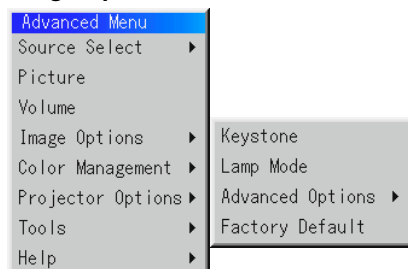 Advanced Menu
Source Select
Picture
Volume
Image Options
Color Management
Projector Options
Tools
Help
Keystone
Lamp Mode
Advanced Options
Factory Default